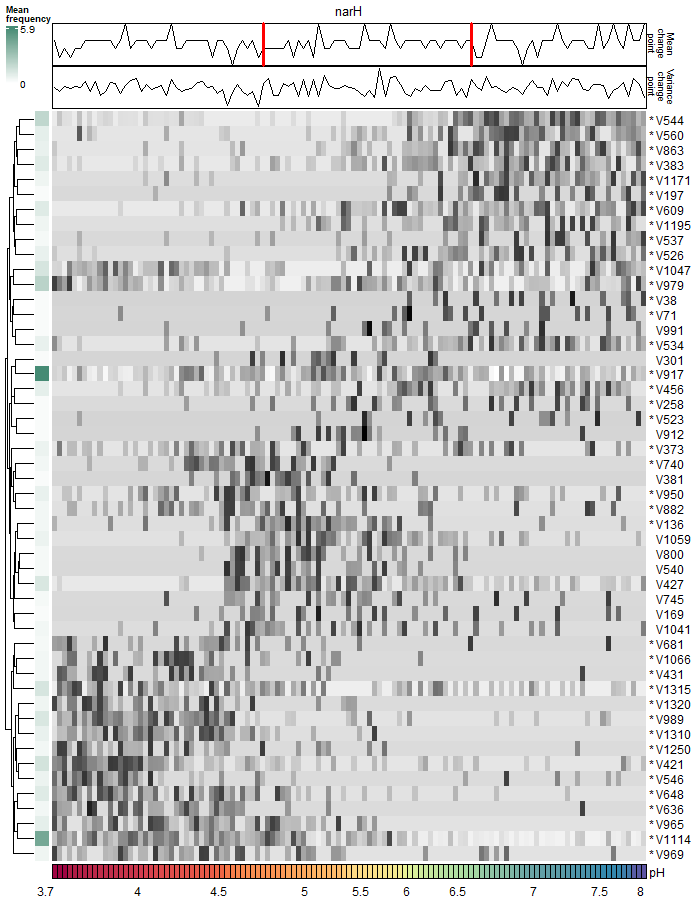 narH
Mean
frequency
5.9
0
Mean
change
point
Variance
change
point
* V544
* V560
* V863
* V383
* V1171
* V197
* V609
* V1195
* V537
* V526
* V1047
* V979
* V38
* V71
V991
* V534
V301
* V917
* V456
* V258
* V523
V912
* V373
* V740
V381
* V950
* V882
* V136
V1059
V800
V540
V427
V745
V169
V1041
* V681
* V1066
* V431
* V1315
* V1320
* V989
* V1310
* V1250
* V421
* V546
* V648
* V636
* V965
* V1114
* V969
pH
3.7 4 4.5 5 5.5 6 6.5 7 7.5 8